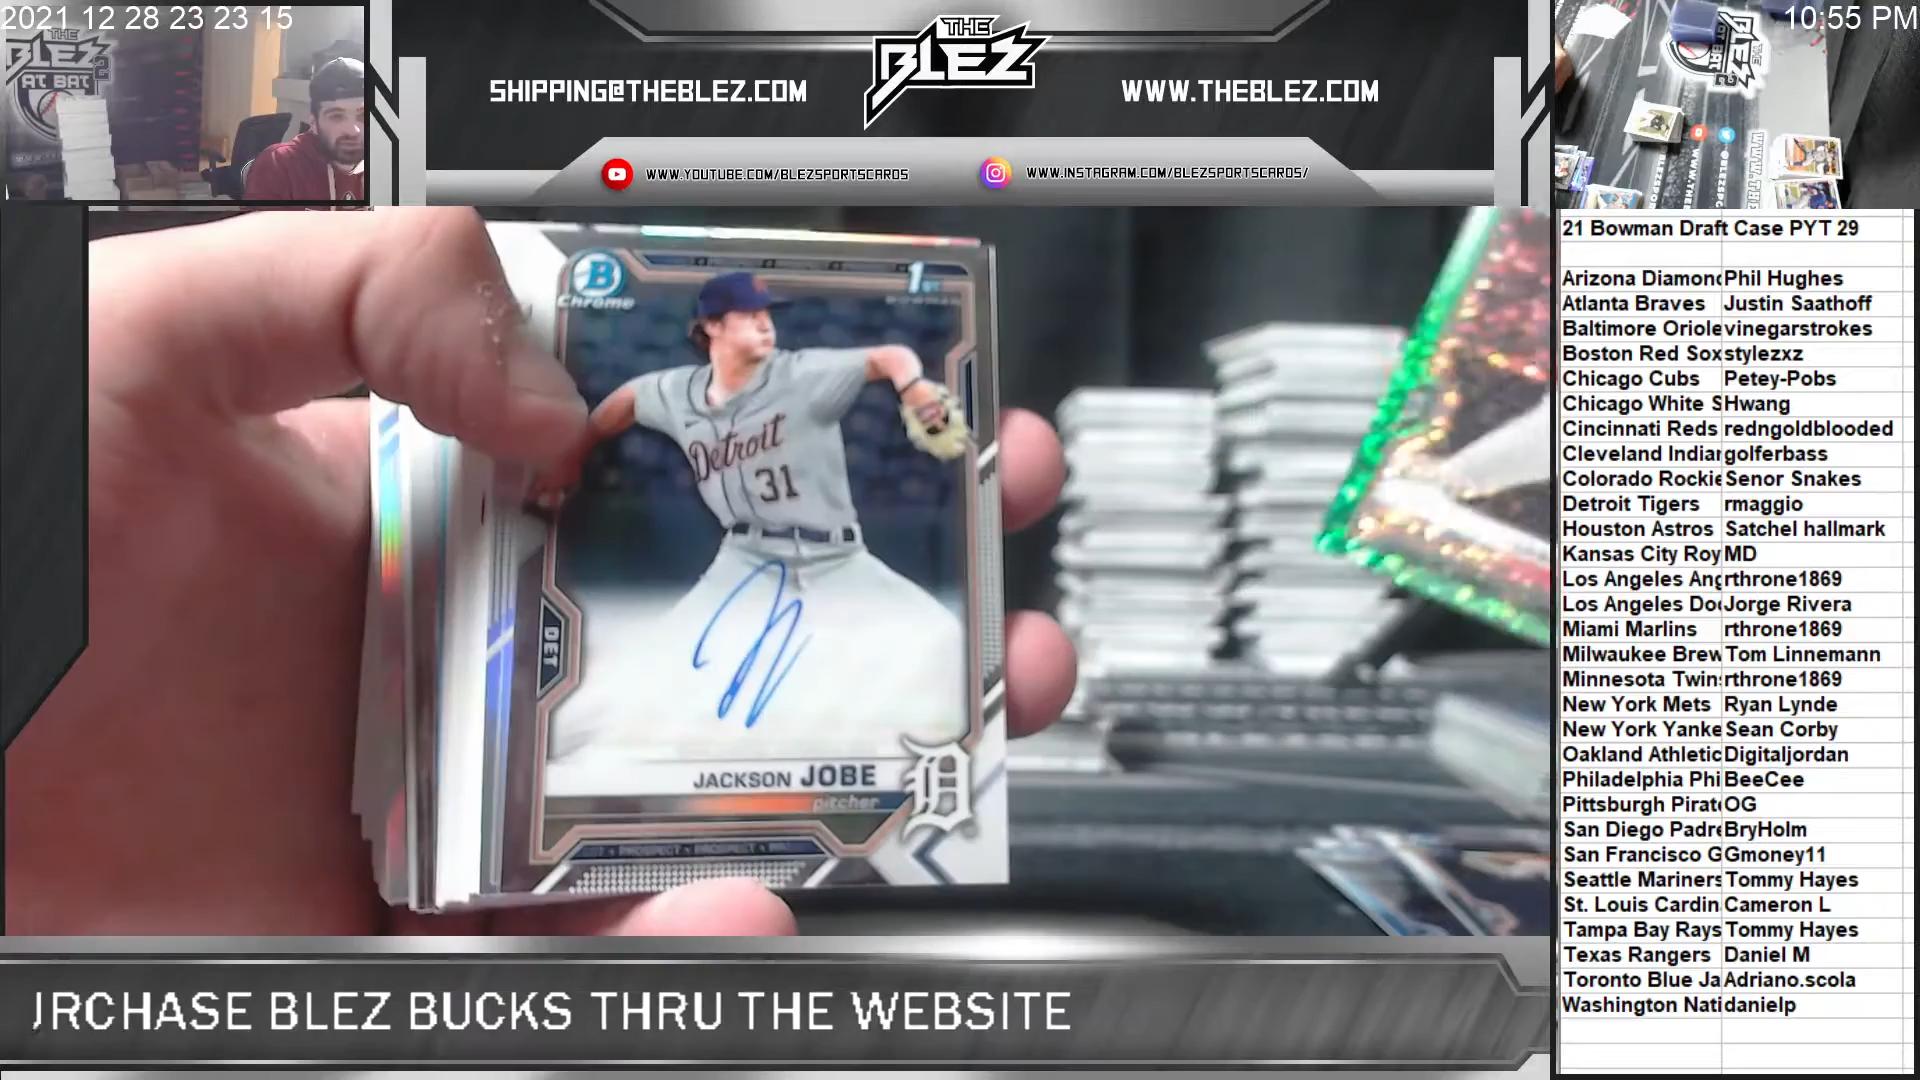 2021 12 28 23 23 15
10:55 PM
THE
BLEZ
AT BAT 2
SHIPPING@THEBLEZ.COM
THE
BLEZ
WWW.THEBLEZ.COM
WWW.YOUTUBE.COM/BLEZSPORTSCARDS
WWW.INSTAGRAM.COM/BLEZSPORTSCARDS/
B
Chrome
1ST
BOWMAN
Detroit
31
DET
JACKSON JOBE
pitcher
D
21 Bowman Draft Case PYT 29
Arizona Diamond Phil Hughes
Atlanta Braves Justin Saathoff
Baltimore Oriole vinegarstrokes
Boston Red Sox stylezxz
Chicago Cubs Petey-Pobs
Chicago White S Hwang
Cincinnati Reds redngoldblooded
Cleveland Indian golferbass
Colorado Rockie Senor Snakes
Detroit Tigers rmaggio
Houston Astros Satchel hallmark
Kansas City Roy MD
Los Angeles Ang rthrone1869
Los Angeles Dod Jorge Rivera
Miami Marlins rthrone1869
Milwaukee Brew Tom Linnemann
Minnesota Twins rthrone1869
New York Mets Ryan Lynde
New York Yanke Sean Corby
Oakland Athletic Digitaljordan
Philadelphia Phi BeeCee
Pittsburgh Pirate OG
San Diego Padre BryHolm
San Francisco G Gmoney11
Seattle Mariners Tommy Hayes
St. Louis Cardin Cameron L
Tampa Bay Rays Tommy Hayes
Texas Rangers Daniel M
Toronto Blue Ja Adriano.scola
Washington Nati danielp
URCHASE BLEZ BUCKS THRU THE WEBSITE